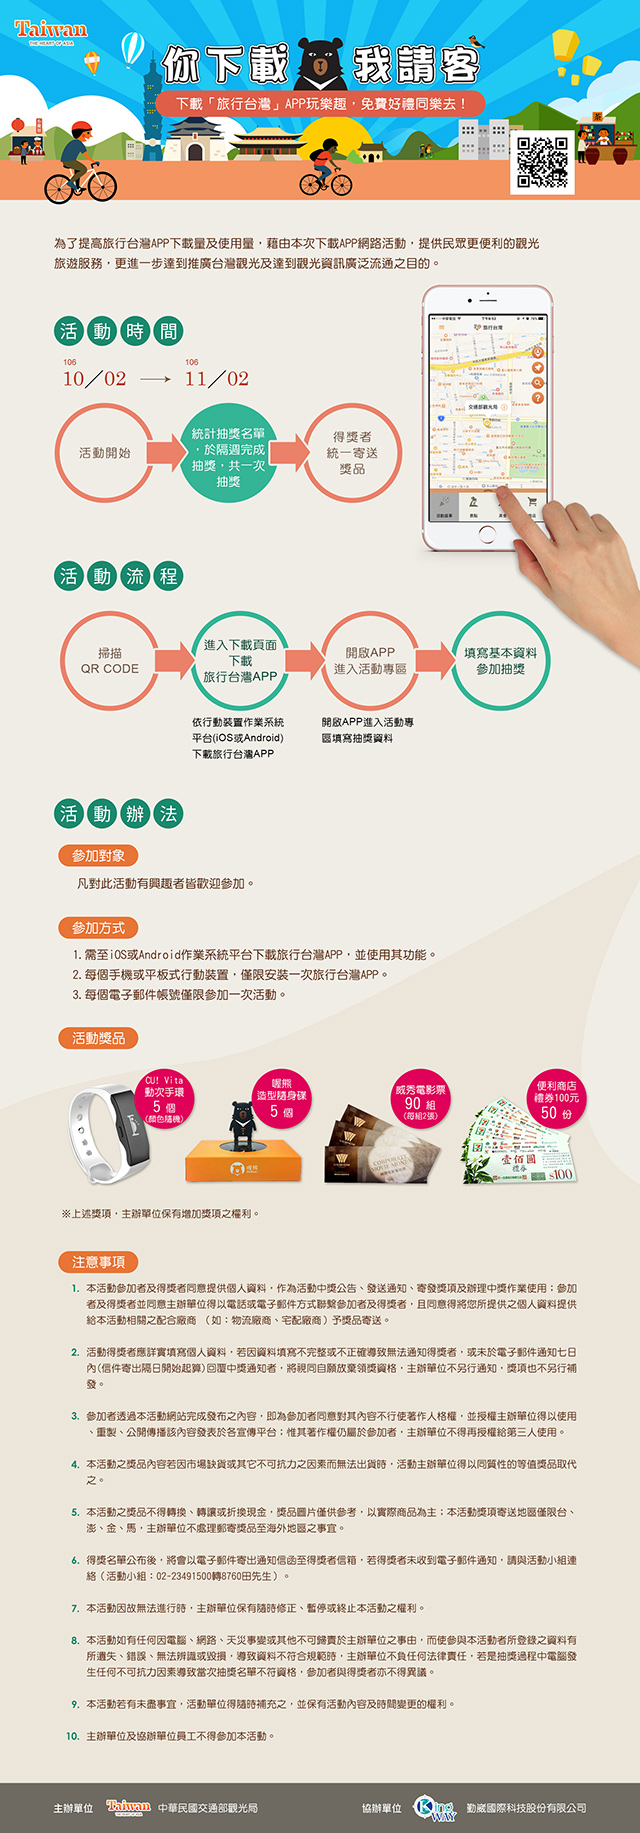 Taiwan
THE HEART OF ASIA
你下載 我請客
下載「旅行台灣」APP玩樂趣,免費好禮同樂去!
茶
為了提高旅行台灣APP下載量及使用量,藉由本次下載APP網路活動,提供民眾更便利的觀光
旅遊服務,更進一步達到推廣台灣觀光及達到觀光資訊廣泛流通之目的。
活動時間
106 106
10/02 → 11/02
活動開始
統計抽獎名單
,於隔週完成
抽獎,共一次
抽獎
得獎者
統一寄送
獎品
旅行台灣
交通部觀光局
活動流程
掃描
QR CODE
進入下載頁面
下載
旅行台灣APP
開啟APP
進入活動專區
填寫基本資料
參加抽獎
依行動裝置作業系統
平台(iOS或Android)
下載旅行台灣APP
開啟APP進入活動專
區填寫抽獎資料
活動辦法
參加對象
凡對此活動有興趣者皆歡迎參加。
參加方式
1. 需至iOS或Android作業系統平台下載旅行台灣APP,並使用其功能。
2. 每個手機或平板式行動裝置,僅限安裝一次旅行台灣APP。
3. 每個電子郵件帳號僅限參加一次活動。
活動獎品
CU! Vita
動次手環
5 個
(顏色隨機)
喔熊
造型隨身碟
5 個
威秀電影票
90 組
(每組2張)
便利商店
禮券100元
50 份
壹佰圓
禮券
$100
※上述獎項,主辦單位保有增加獎項之權利。
注意事項
1. 本活動參加者及得獎者同意提供個人資料,作為活動中獎公告、發送通知、寄發獎項及辦理中獎作業使用;參加
者及得獎者並同意主辦單位得以電話或電子郵件方式聯繫參加者及得獎者,且同意得將您所提供之個人資料提供
給本活動相關之配合廠商 (如:物流廠商、宅配廠商)予獎品寄送。
2. 活動得獎者應詳實填寫個人資料,若因資料填寫不完整或不正確導致無法通知得獎者,或未於電子郵件通知七日
內(信件寄出隔日開始起算)回覆中獎通知者,將視同自願放棄領獎資格,主辦單位不另行通知,獎項也不另行補
發。
3. 參加者透過本活動網站完成發布之內容,即為參加者同意對其內容不行使著作人格權,並授權主辦單位得以使用
、重製、公開傳播該內容發表於各宣傳平台;惟其著作權仍屬於參加者,主辦單位不得再授權給第三人使用。
4. 本活動之獎品內容若因市場缺貨或其它不可抗力之因素而無法出貨時,活動主辦單位得以同質性的等值獎品取代
之。
5. 本活動之獎品不得轉換、轉讓或折換現金,獎品圖片僅供參考,以實際商品為主;本活動獎項寄送地區僅限台、
澎、金、馬,主辦單位不處理郵寄獎品至海外地區之事宜。
6. 得獎名單公布後,將會以電子郵件寄出通知信函至得獎者信箱,若得獎者未收到電子郵件通知,請與活動小組連
絡(活動小組:02-23491500轉8760田先生)。
7. 本活動因故無法進行時,主辦單位保有隨時修正、暫停或終止本活動之權利。
8. 本活動如有任何因電腦、網路、天災事變或其他不可歸責於主辦單位之事由,而使參與本活動者所登錄之資料有
所遺失、錯誤、無法辨識或毀損,導致資料不符合規範時,主辦單位不負任何法律責任,若是抽獎過程中電腦發
生任何不可抗力因素導致當次抽獎名單不符資格,參加者與得獎者亦不得異議。
9. 本活動若有未盡事宜,活動單位得隨時補充之,並保有活動內容及時間變更的權利。
10. 主辦單位及協辦單位員工不得參加本活動。
主辦單位 Taiwan 中華民國交通部觀光局 協辦單位 King WAY 勤崴國際科技股份有限公司